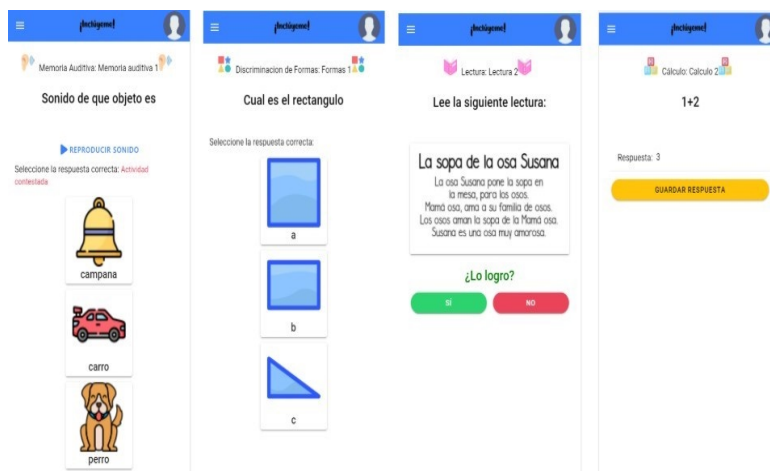 ¡Inclúyeme!
Memoria Auditiva: Memoria auditiva 1
Sonido de que objeto es
REPRODUCIR SONIDO
Seleccione la respuesta correcta: Actividad
contestada
campana
carro
perro
¡Inclúyeme!
Discriminacion de Formas: Formas 1
Cual es el rectangulo
Seleccione la respuesta correcta:
a
b
c
¡Inclúyeme!
Lectura: Lectura 2
Lee la siguiente lectura:
La sopa de la osa Susana
La osa Susana pone la sopa en
la mesa, para los osos.
Mamá osa, ama a su familia de osos.
Los osos aman la sopa de la Mamá osa.
Susana es una osa muy amorosa.
¿Lo logro?
SÍ
NO
¡Inclúyeme!
Cálculo: Calculo 2
1+2
Respuesta: 3
GUARDAR RESPUESTA